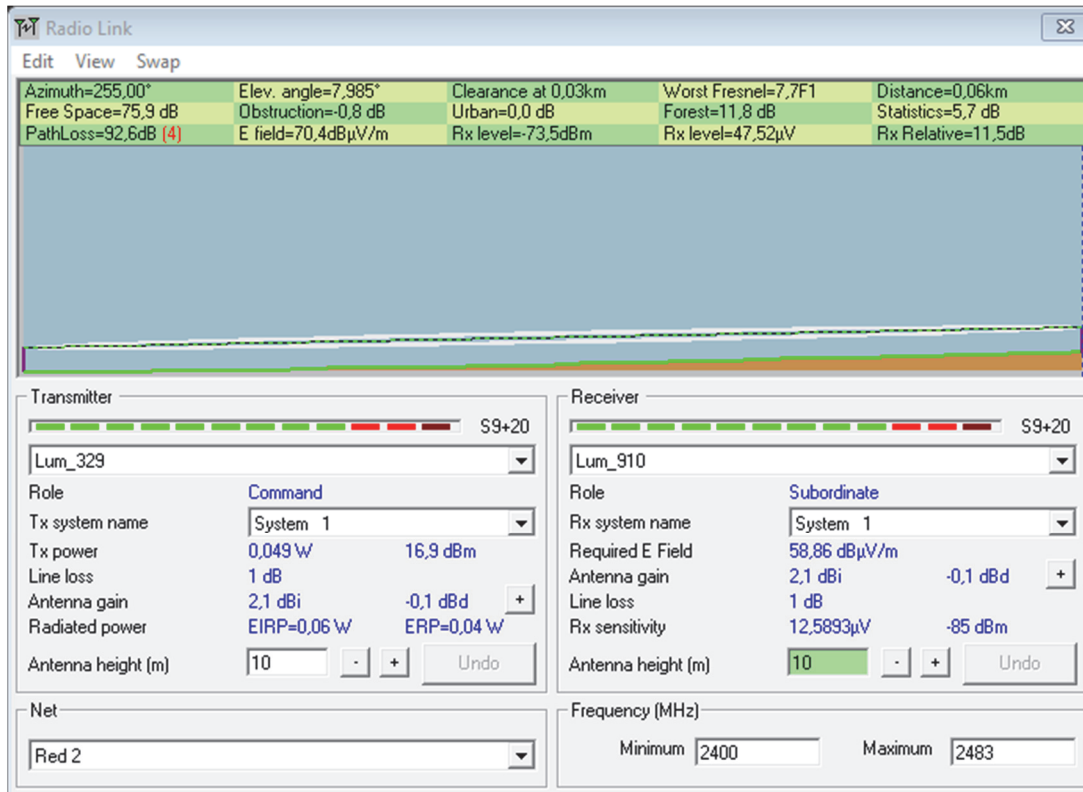 Radio Link
Edit View Swap
Azimuth=255,00° Elev. angle=7,985° Clearance at 0,03km Worst Fresnel=7,7F1 Distance=0,06km
Free Space=75,9 dB Obstruction=-0,8 dB Urban=0,0 dB Forest=11,8 dB Statistics=5,7 dB
PathLoss=92,6dB (4) E field=70,4dBµV/m Rx level=-73,5dBm Rx level=47,52µV Rx Relative=11,5dB
Transmitter
S9+20
Lum_329
Role Command
Tx system name System 1
Tx power 0,049 W 16,9 dBm
Line loss 1 dB
Antenna gain 2,1 dBi -0,1 dBd +
Radiated power EIRP=0,06 W ERP=0,04 W
Antenna height (m) 10 - + Undo
Net
Red 2
Receiver
S9+20
Lum_910
Role Subordinate
Rx system name System 1
Required E Field 58,86 dBµV/m
Antenna gain 2,1 dBi -0,1 dBd +
Line loss 1 dB
Rx sensitivity 12,5893µV -85 dBm
Antenna height (m) 10 - + Undo
Frequency (MHz)
Minimum 2400 Maximum 2483